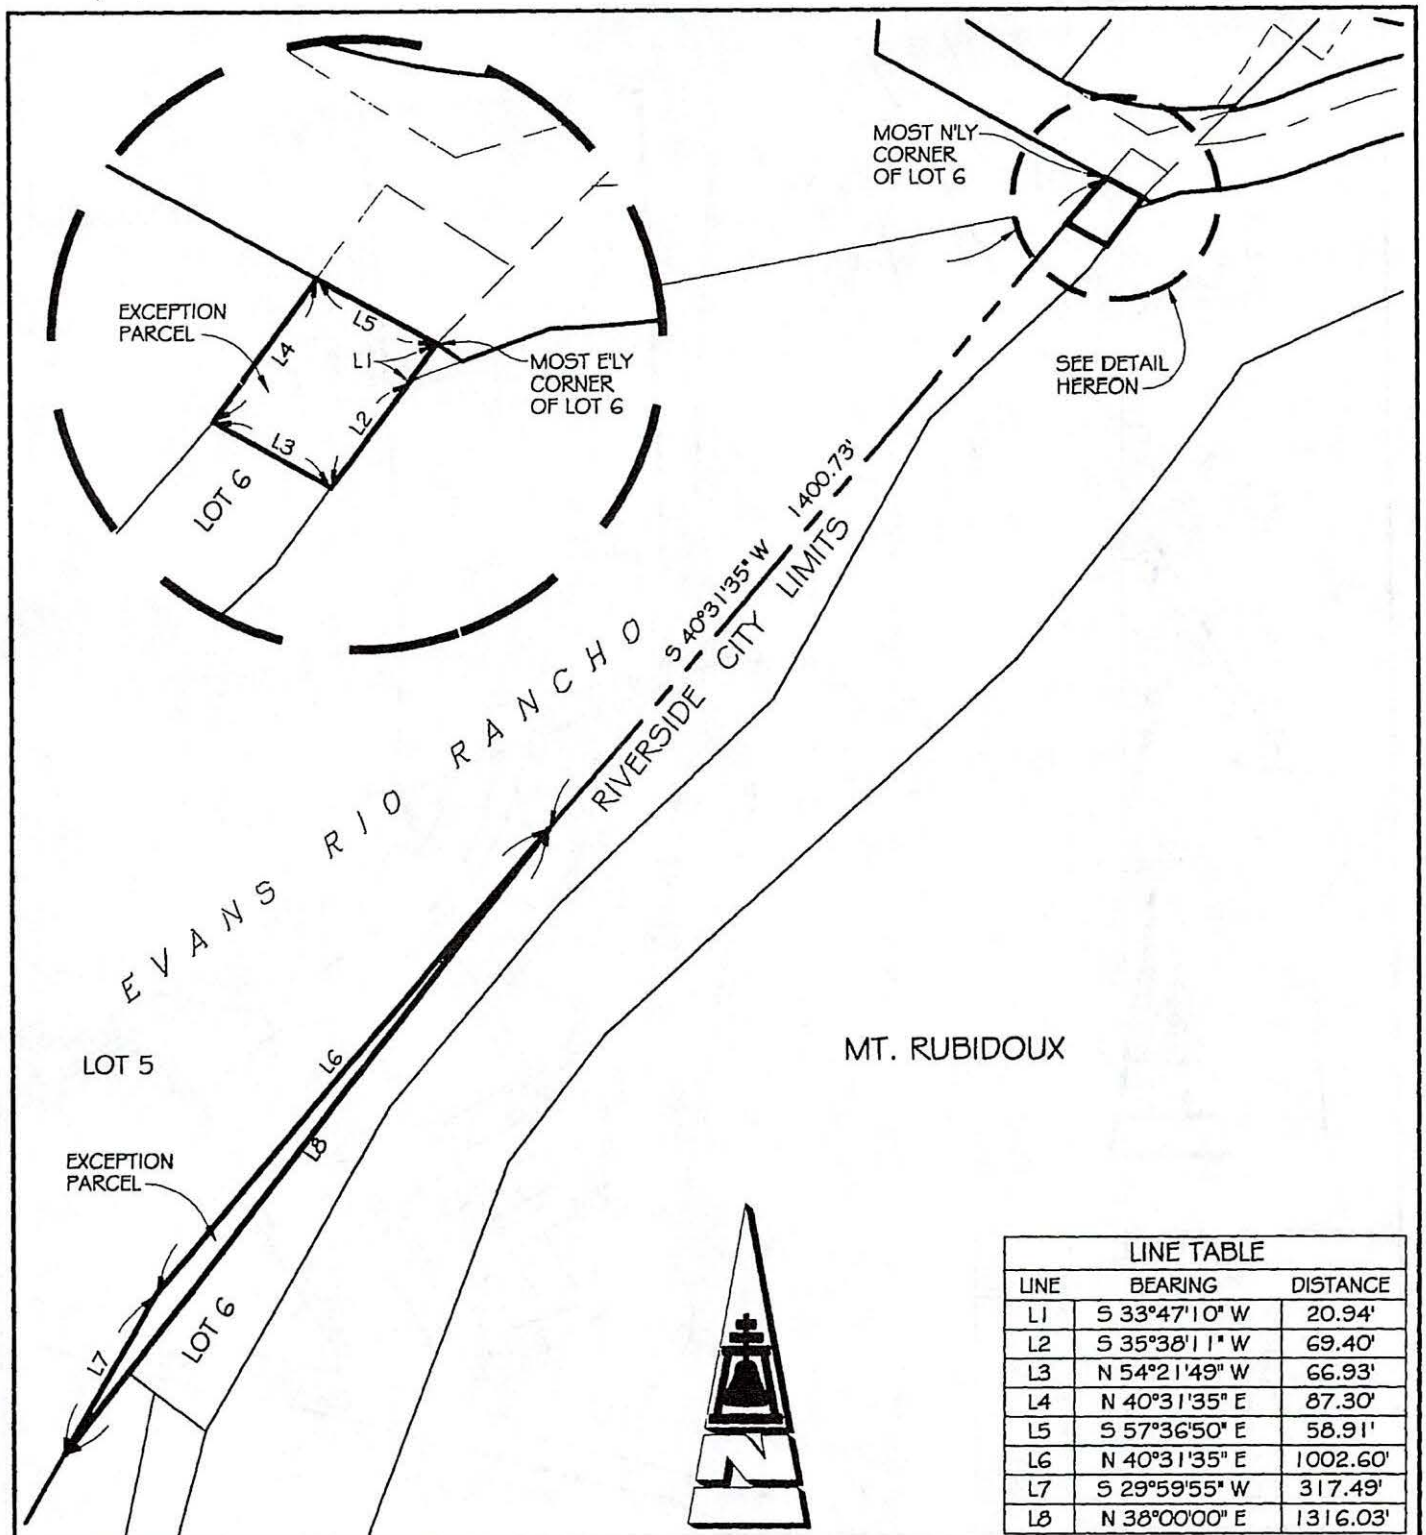 MOST N'LY
CORNER
OF LOT 6
EXCEPTION
PARCEL
L5
L4
L1
MOST E'LY
CORNER
OF LOT 6
L2
L3
LOT 6
SEE DETAIL
HEREON
S 40°31'35" W 1400.73'
RIVERSIDE CITY LIMITS
EVANS RIO RANCHO
LOT 5
L6
L8
MT. RUBIDOUX
EXCEPTION
PARCEL
L7
LOT 6
N
LINE TABLE
LINE BEARING DISTANCE
L1 S 33°47'10" W 20.94'
L2 S 35°38'11" W 69.40'
L3 N 54°21'49" W 66.93'
L4 N 40°31'35" E 87.30'
L5 S 57°36'50" E 58.91'
L6 N 40°31'35" E 1002.60'
L7 S 29°59'55" W 317.49'
L8 N 38°00'00" E 1316.03'